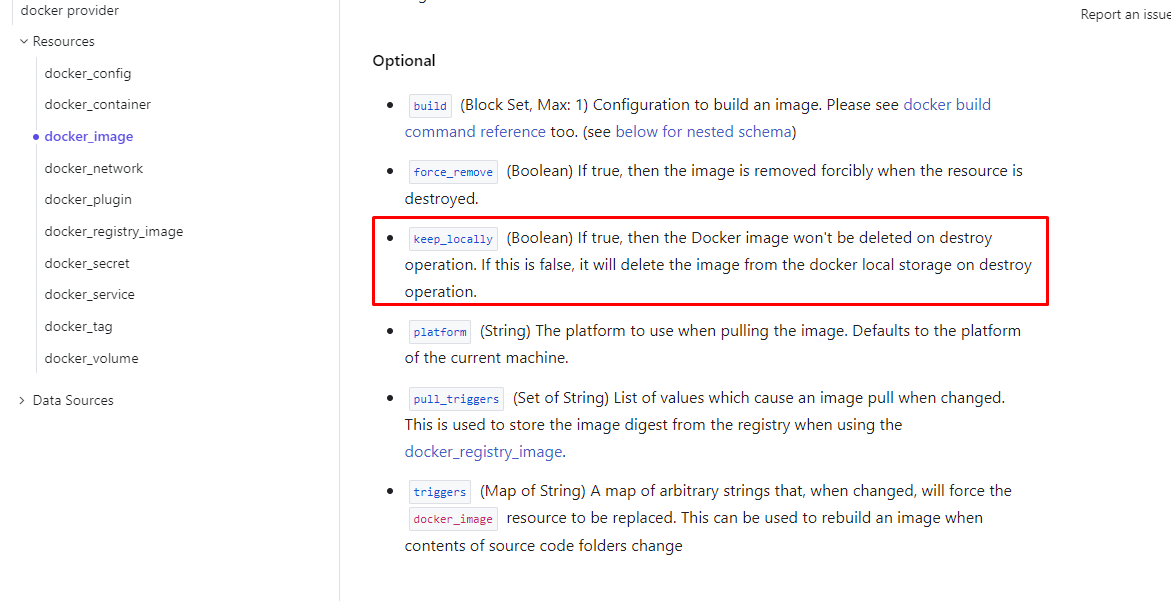 docker provider
Report an issue
Resources
docker_config
docker_container
docker_image
docker_network
docker_plugin
docker_registry_image
docker_secret
docker_service
docker_tag
docker_volume
Data Sources
Optional
build (Block Set, Max: 1) Configuration to build an image. Please see docker build
command reference too. (see below for nested schema)
force_remove (Boolean) If true, then the image is removed forcibly when the resource is
destroyed.
keep_locally (Boolean) If true, then the Docker image won't be deleted on destroy
operation. If this is false, it will delete the image from the docker local storage on destroy
operation.
platform (String) The platform to use when pulling the image. Defaults to the platform
of the current machine.
pull_triggers (Set of String) List of values which cause an image pull when changed.
This is used to store the image digest from the registry when using the
docker_registry_image.
triggers (Map of String) A map of arbitrary strings that, when changed, will force the
docker_image resource to be replaced. This can be used to rebuild an image when
contents of source code folders change